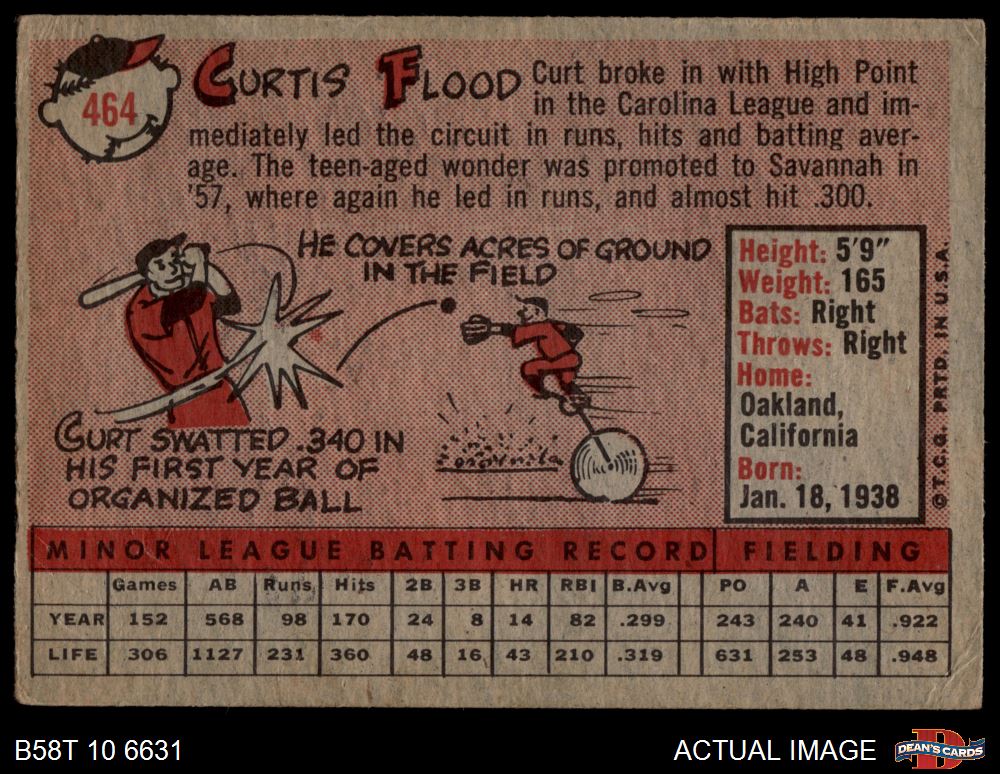 464
CURTIS FLOOD Curt broke in with High Point
in the Carolina League and im-
mediately led the circuit in runs, hits and batting aver-
age. The teen-aged wonder was promoted to Savannah in
'57, where again he led in runs, and almost hit .300.
HE COVERS ACRES OF GROUND
IN THE FIELD
CURT SWATTED .340 IN
HIS FIRST YEAR OF
ORGANIZED BALL
Height: 5'9"
Weight: 165
Bats: Right
Throws: Right
Home:
Oakland,
California
Born:
Jan. 18, 1938
© T.C.G. PRTD. IN U.S.A.
MINOR LEAGUE BATTING RECORD FIELDING
Games AB Runs Hits 2B 3B HR RBI B.Avg PO A E F.Avg
YEAR 152 568 98 170 24 8 14 82 .299 243 240 41 .922
LIFE 306 1127 231 360 48 16 43 210 .319 631 253 48 .948
B58T 10 6631 ACTUAL IMAGE DEAN'S CARDS